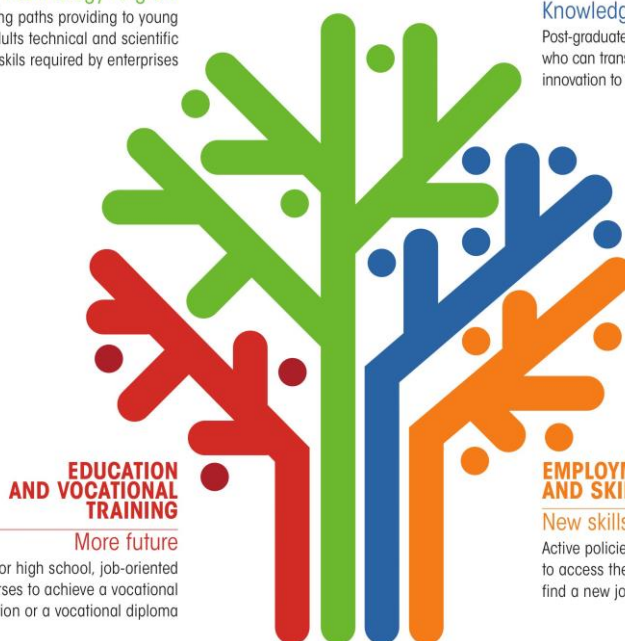 ng paths providing to young
ults technical and scientific
skils required by enterprises
Knowledg
Post-graduate
who can trans
innovation to
EDUCATION
AND VOCATIONAL
TRAINING
More future
or high school, job-oriented
rses to achieve a vocational
ion or a vocational diploma
EMPLOYM
AND SKI
New skills
Active policie
to access the
find a new jo